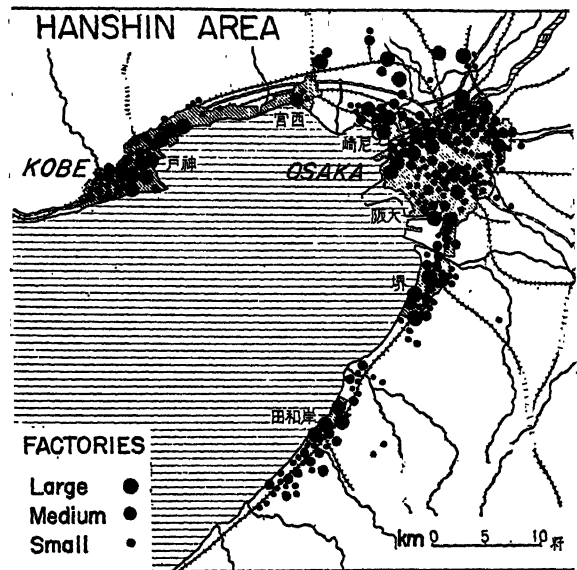 HANSHIN AREA
西宮
尼崎
KOBE
神戸
OSAKA
大阪
堺
岸和田
FACTORIES
Large
Medium
Small
km 0 5 10 粁